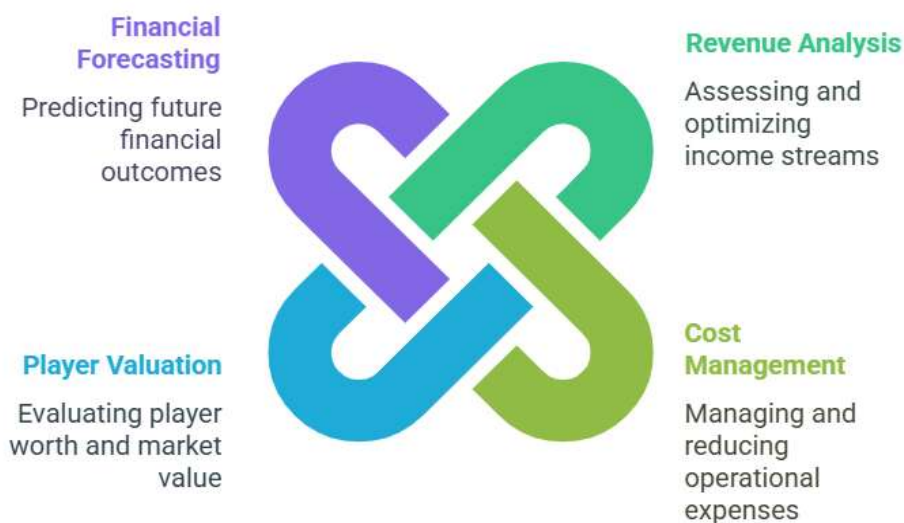 Financial
Forecasting
Predicting future
financial
outcomes
Revenue Analysis
Assessing and
optimizing
income streams
Player Valuation
Evaluating player
worth and market
value
Cost
Management
Managing and
reducing
operational
expenses